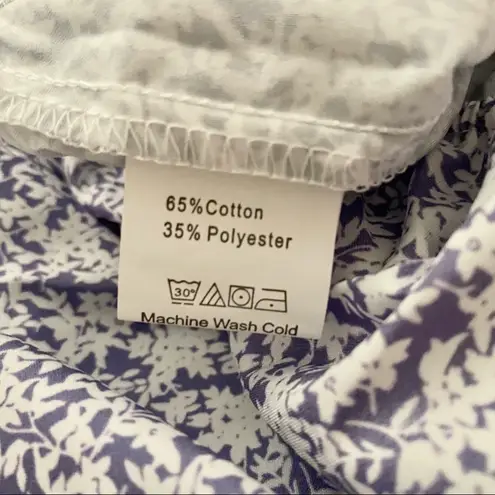 65%Cotton
35% Polyester
30°
Machine Wash Cold